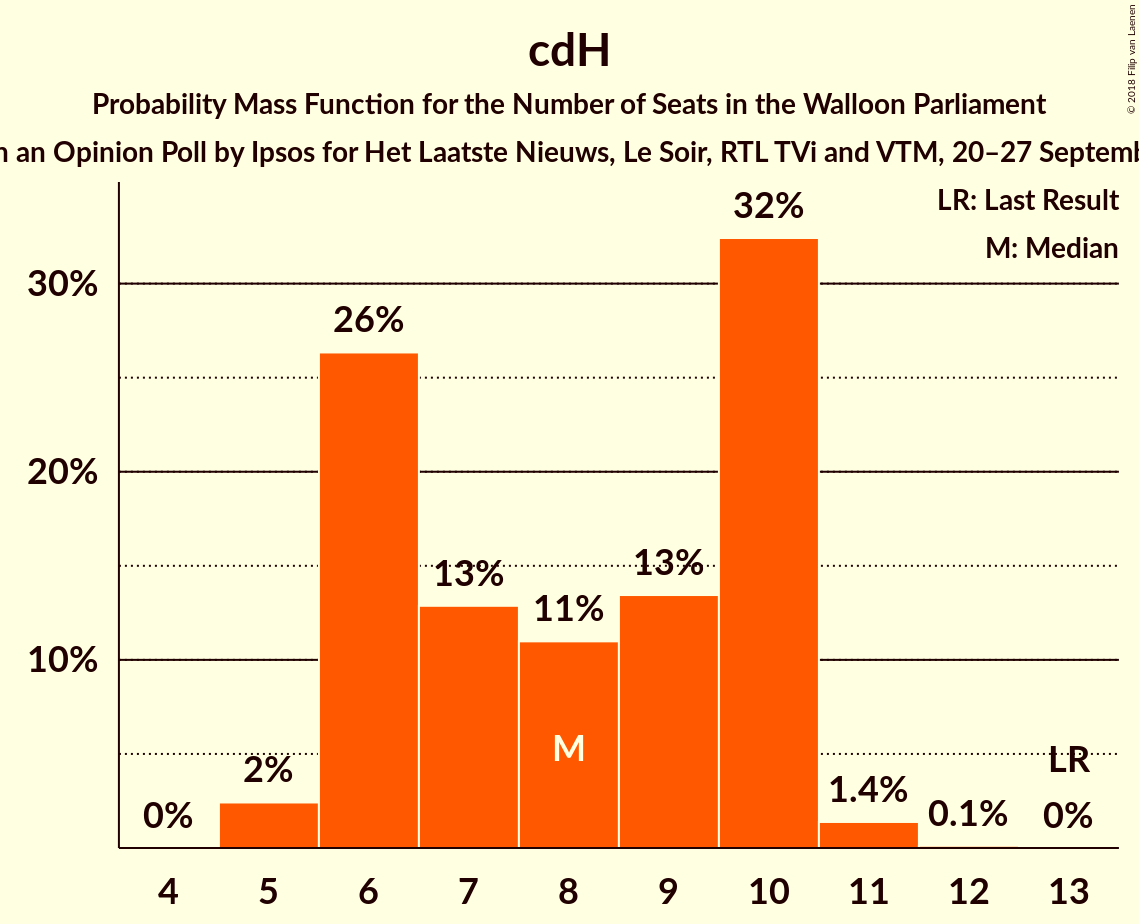 cdH
Probability Mass Function for the Number of Seats in the Walloon Parliament
an Opinion Poll by Ipsos for Het Laatste Nieuws, Le Soir, RTL TVi and VTM, 20–27
© 2018 Filip van Laenen
LR: Last Result
M: Median
30%
20%
10%
0%
2%
26%
13%
11%
13%
32%
1.4%
0.1%
0%
LR
M
4 5 6 7 8 9 10 11 12 13